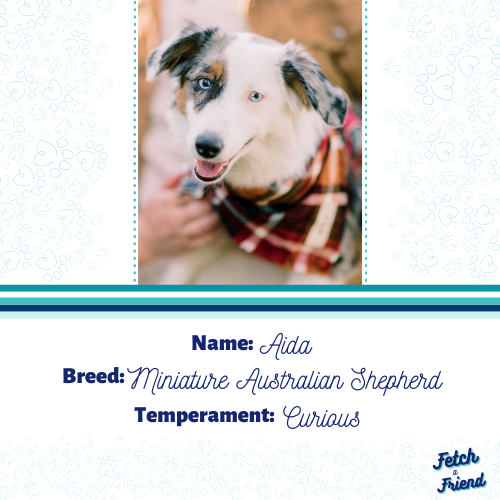 Name: Aida
Breed: Miniature Australian Shepherd
Temperament: Curious
Fetch
a
Friend